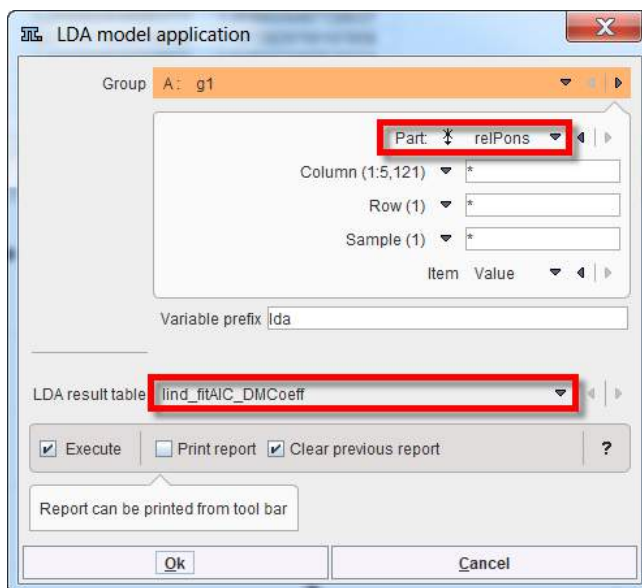 LDA model application
Group A: g1
Part: relPons
Column (1:5,121) *
Row (1) *
Sample (1) *
Item Value
Variable prefix lda
LDA result table lind_fitAIC_DMCoeff
Execute Print report Clear previous report ?
Report can be printed from tool bar
Ok Cancel